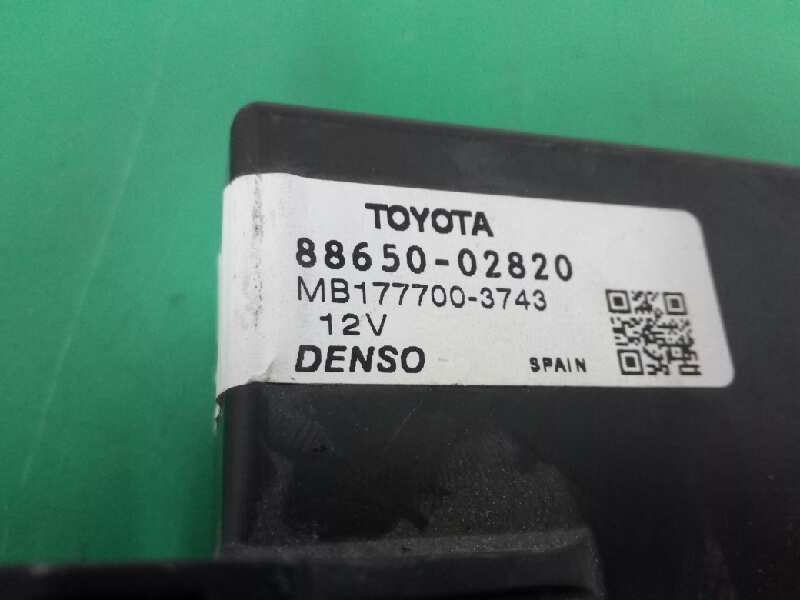 TOYOTA
88650-02820
MB177700-3743
12V
DENSO SPAIN